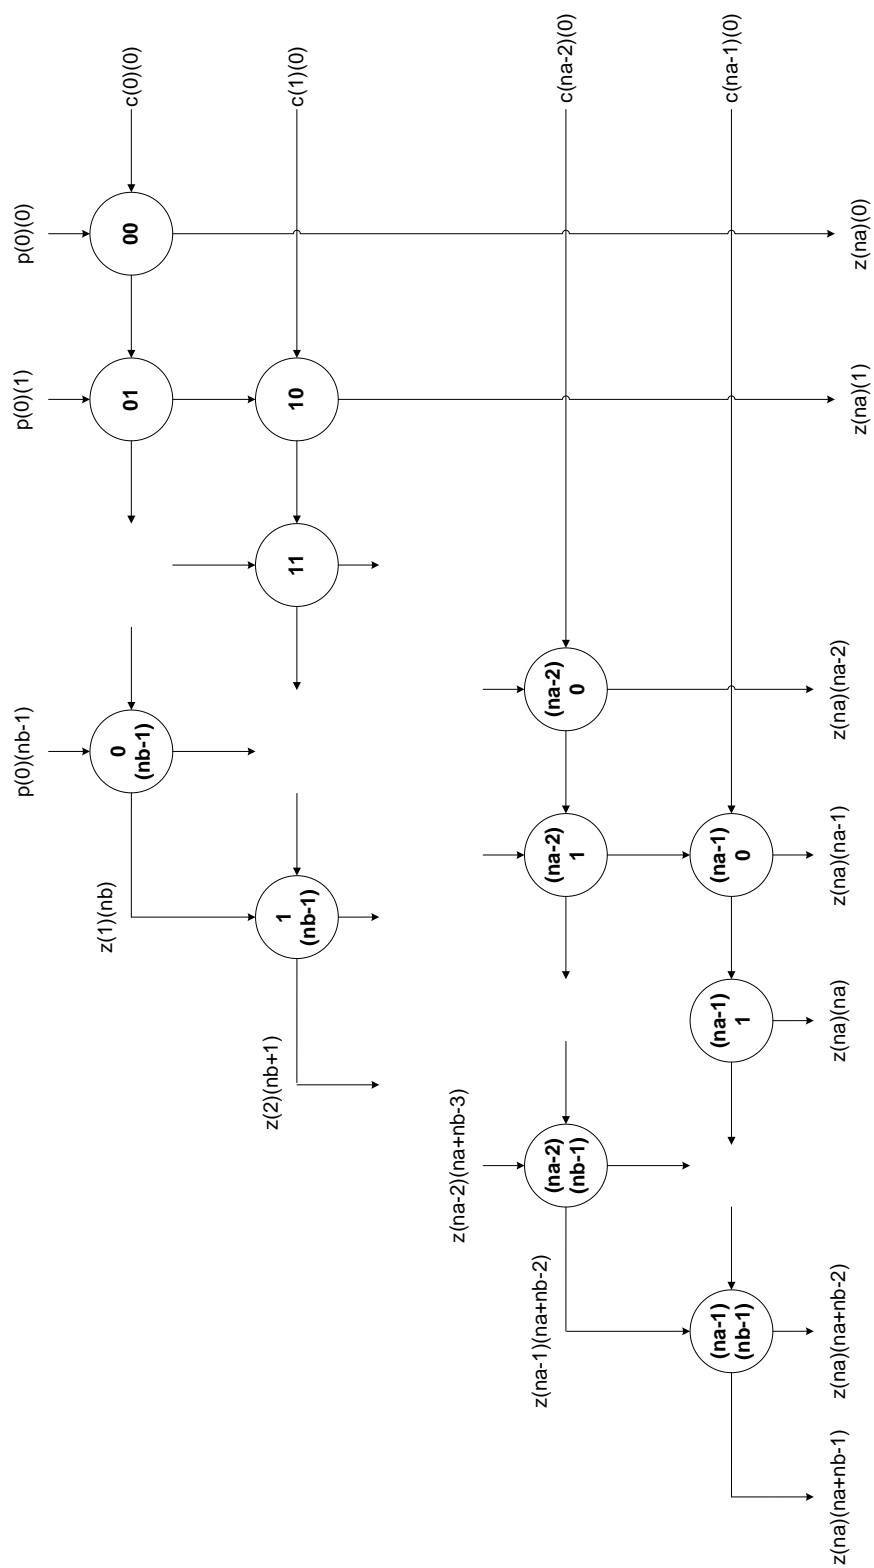 p(0)(nb-1)
p(0)(1)
p(0)(0)
z(1)(nb)
0
(nb-1)
01
00
c(0)(0)
z(2)(nb+1)
1
(nb-1)
11
10
c(1)(0)
z(na-2)(na+nb-3)
z(na-1)(na+nb-2)
(na-2)
(nb-1)
(na-2)
1
(na-2)
0
c(na-2)(0)
(na-1)
(nb-1)
(na-1)
1
(na-1)
0
c(na-1)(0)
z(na)(na+nb-1)
z(na)(na+nb-2)
z(na)(na)
z(na)(na-1)
z(na)(na-2)
z(na)(1)
z(na)(0)